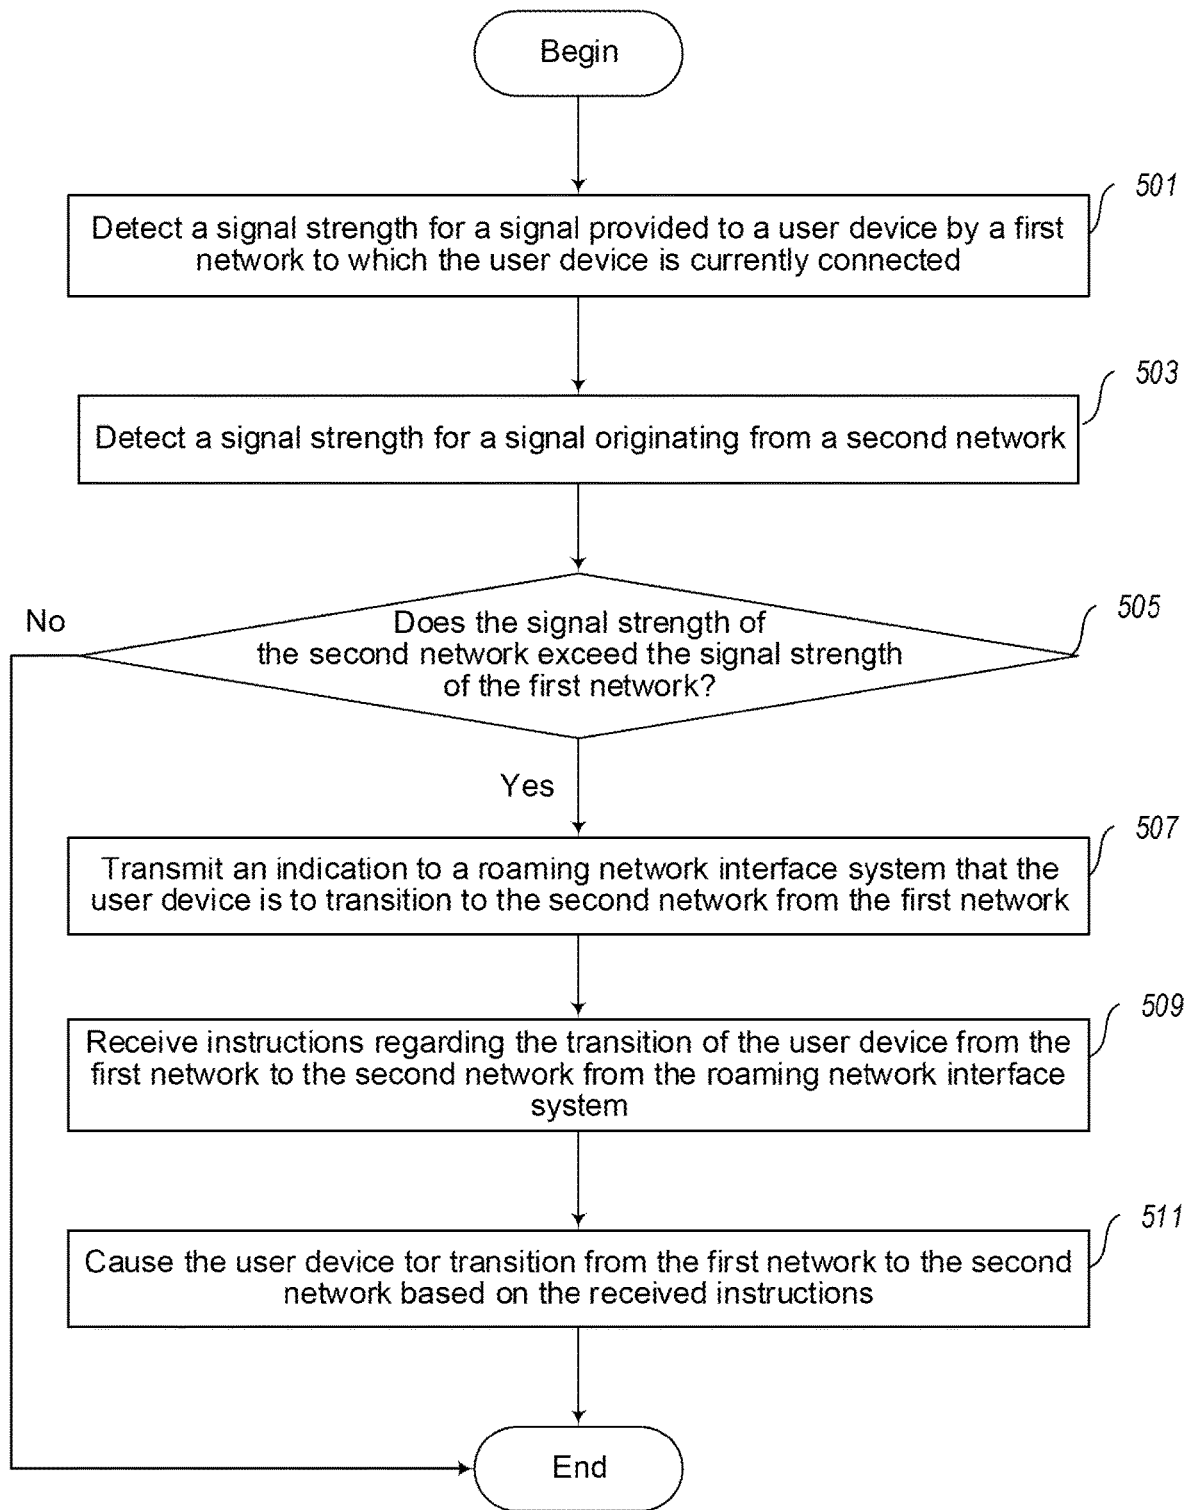 Begin
501
Detect a signal strength for a signal provided to a user device by a first
network to which the user device is currently connected
503
Detect a signal strength for a signal originating from a second network
No
505
Does the signal strength of
the second network exceed the signal strength
of the first network?
Yes
507
Transmit an indication to a roaming network interface system that the
user device is to transition to the second network from the first network
509
Receive instructions regarding the transition of the user device from the
first network to the second network from the roaming network interface
system
511
Cause the user device tor transition from the first network to the second
network based on the received instructions
End